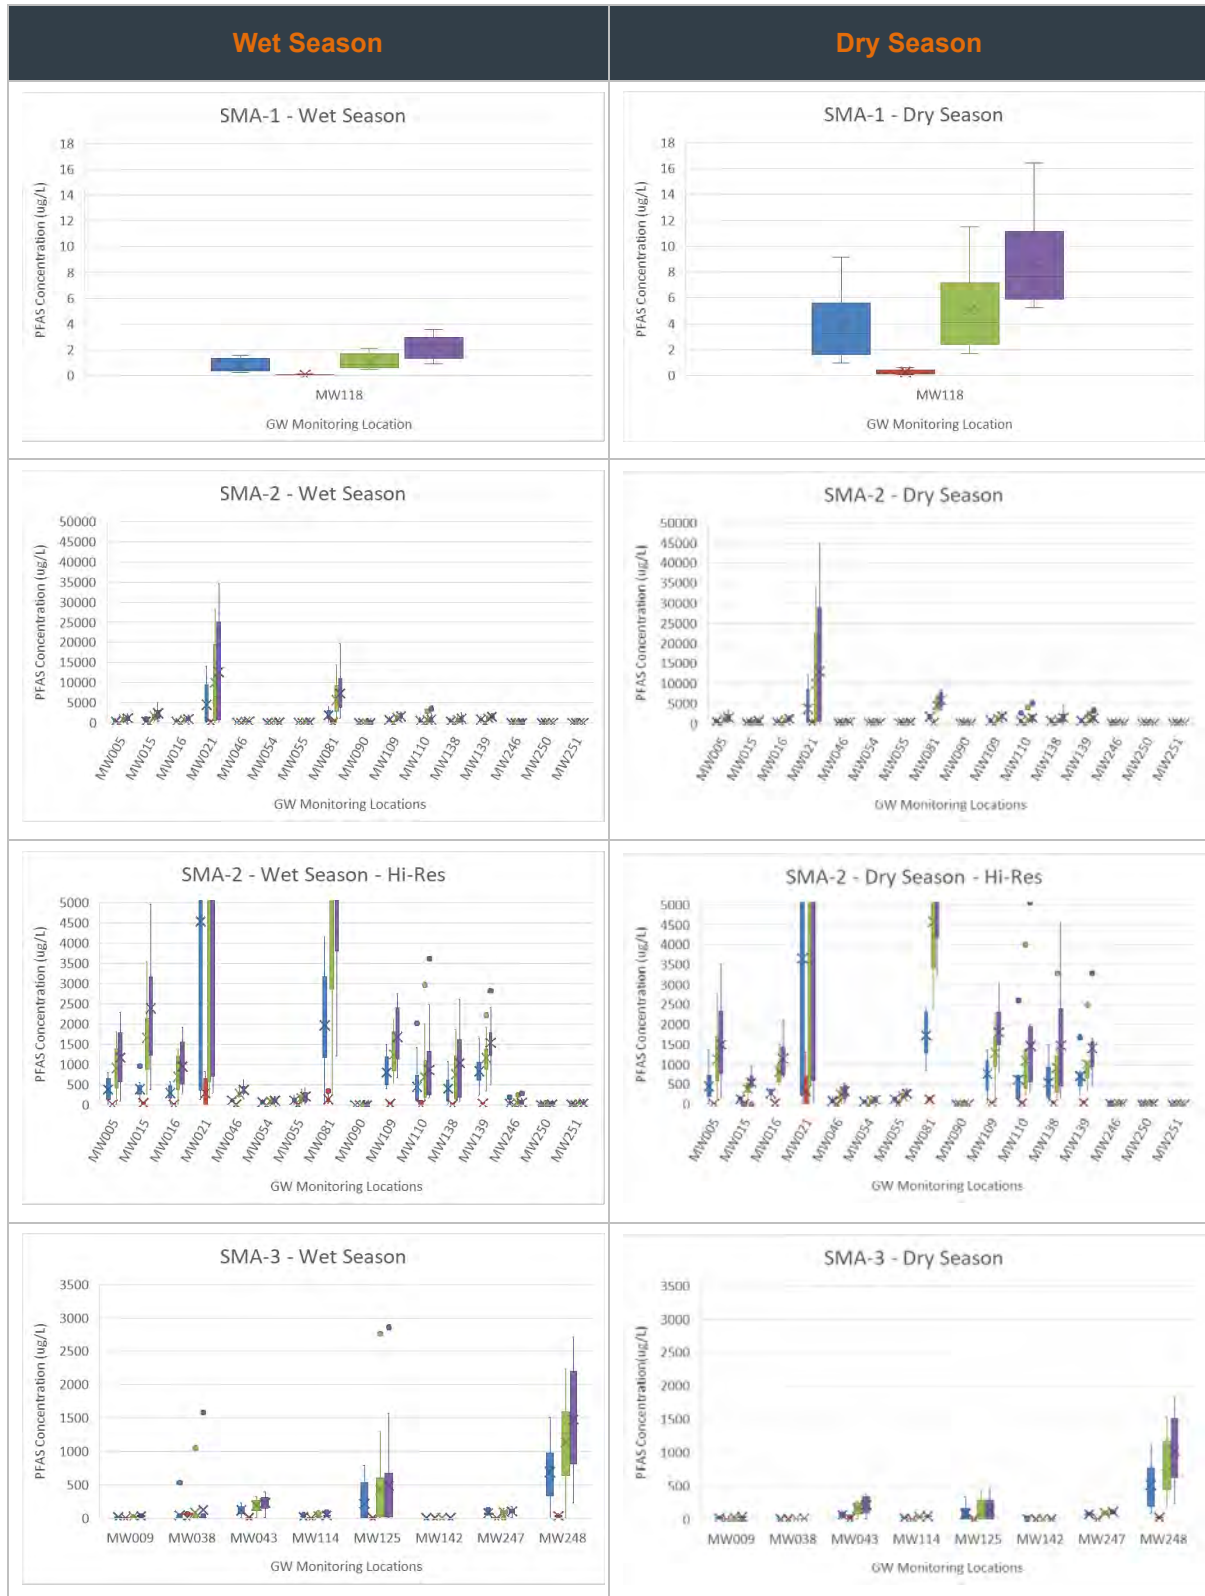 Wet Season
Dry Season
SMA-1 - Wet Season
PFAS Concentration (ug/L)
18
16
14
12
10
8
6
4
2
0
MW118
GW Monitoring Location
SMA-1 - Dry Season
PFAS Concentration (ug/L)
18
16
14
12
10
8
6
4
2
0
MW118
GW Monitoring Location
SMA-2 - Wet Season
PFAS Concentration (ug/L)
50000
45000
40000
35000
30000
25000
20000
15000
10000
5000
0
MW005 MW015 MW016 MW021 MW046 MW054 MW055 MW081 MW090 MW109 MW110 MW138 MW139 MW246 MW250 MW251
GW Monitoring Locations
SMA-2 - Dry Season
PFAS Concentration (ug/L)
50000
45000
40000
35000
30000
25000
20000
15000
10000
5000
0
MW005 MW015 MW016 MW021 MW046 MW054 MW055 MW081 MW090 MW109 MW110 MW138 MW139 MW246 MW250 MW251
GW Monitoring Locations
SMA-2 - Wet Season - Hi-Res
PFAS Concentration (ug/L)
5000
4500
4000
3500
3000
2500
2000
1500
1000
500
0
MW005 MW015 MW016 MW021 MW046 MW054 MW055 MW081 MW090 MW109 MW110 MW138 MW139 MW246 MW250 MW251
GW Monitoring Locations
SMA-2 - Dry Season - Hi-Res
PFAS Concentration (ug/L)
5000
4500
4000
3500
3000
2500
2000
1500
1000
500
0
MW005 MW015 MW016 MW021 MW046 MW054 MW055 MW081 MW090 MW109 MW110 MW138 MW139 MW246 MW250 MW251
GW Monitoring Locations
SMA-3 - Wet Season
PFAS Concentration (ug/L)
3500
3000
2500
2000
1500
1000
500
0
MW009 MW038 MW043 MW114 MW125 MW142 MW247 MW248
GW Monitoring Locations
SMA-3 - Dry Season
PFAS Concentration(ug/L)
3500
3000
2500
2000
1500
1000
500
0
MW009 MW038 MW043 MW114 MW125 MW142 MW247 MW248
GW Monitoring Locations